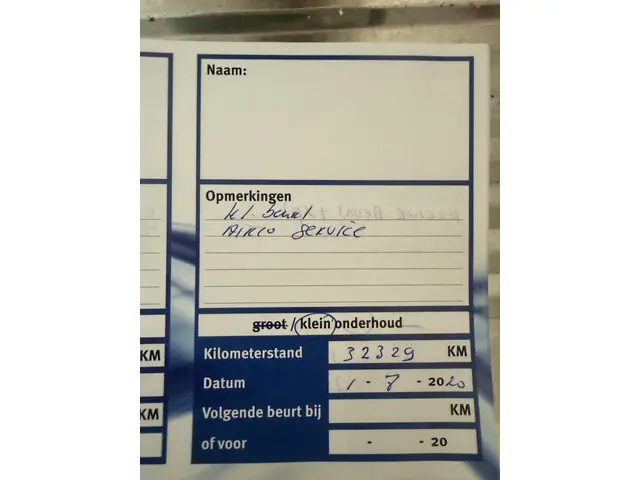 Naam:
Opmerkingen
kl. beurt
AIRCO SERVICE
groot / klein onderhoud
KM
Kilometerstand 32329 KM
Datum 1 - 7 - 2020
KM
Volgende beurt bij KM
of voor - - 20